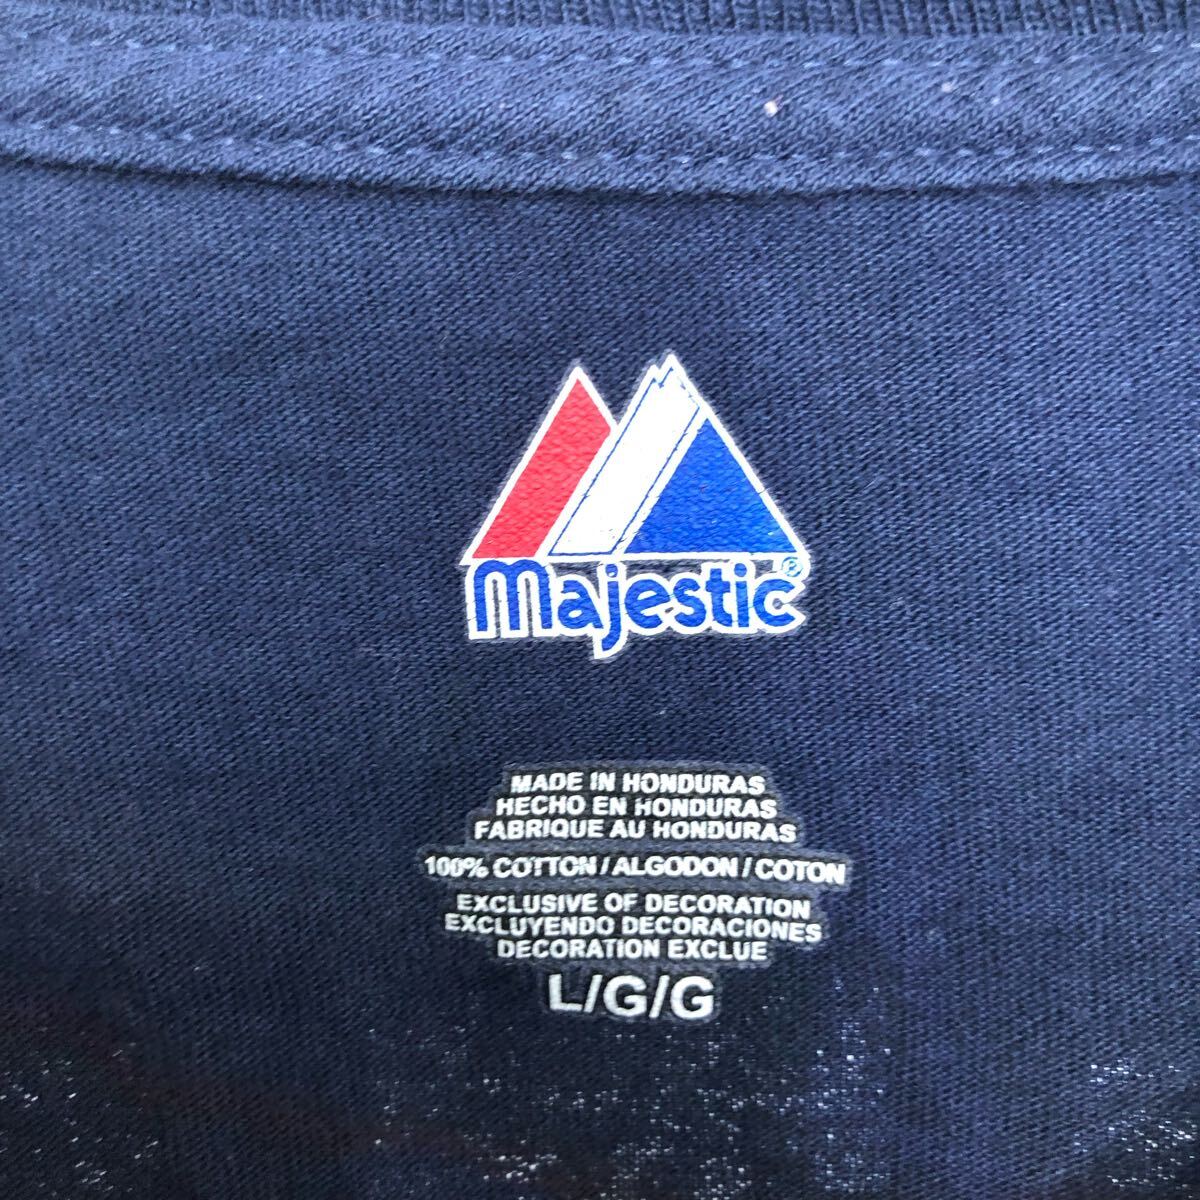 Majestic®
MADE IN HONDURAS
HECHO EN HONDURAS
FABRIQUE AU HONDURAS
100% COTTON / ALGODON / COTON
EXCLUSIVE OF DECORATION
EXCLUYENDO DECORACIONES
DECORATION EXCLUE
L/G/G